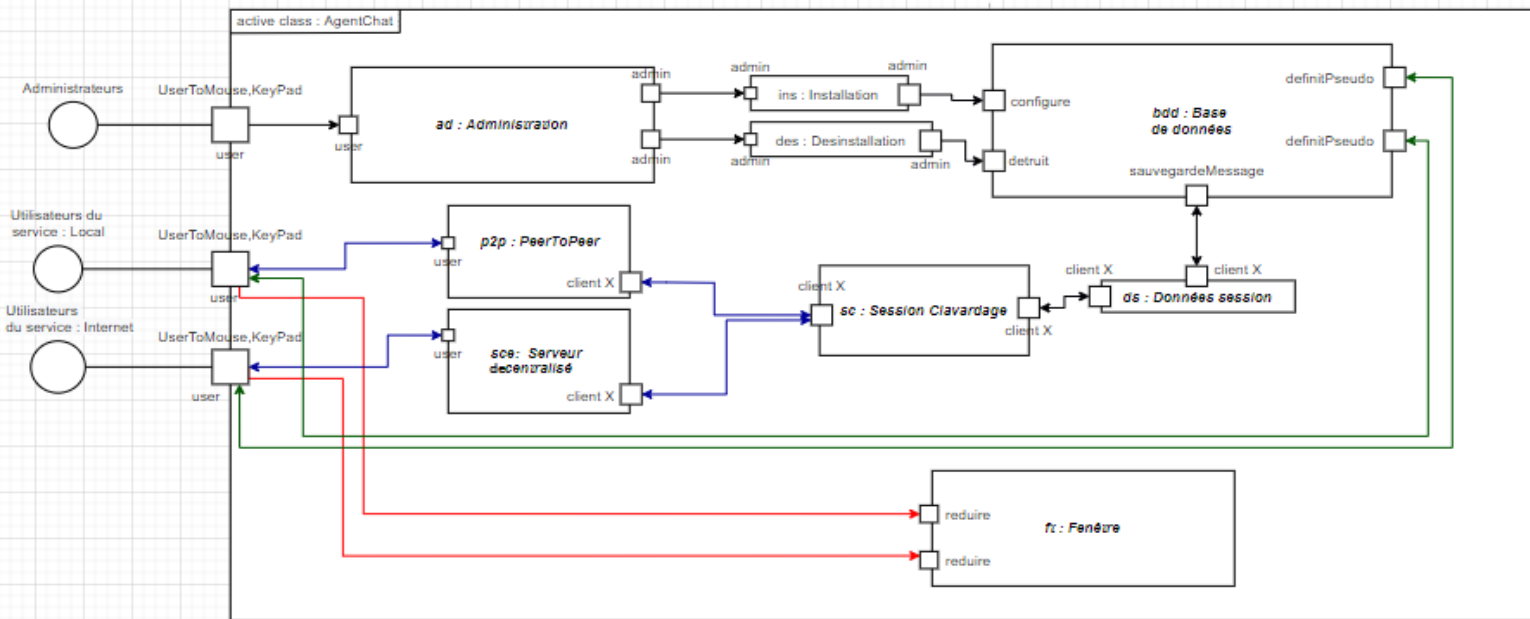 active class : AgentChat
Administrateurs
UserToMouse,KeyPad
user
user
ad : Administration
admin
admin
admin
ins : Installation
admin
des : Desinstallation
admin
admin
configure
detruit
bdd : Base
de données
definitPseudo
definitPseudo
sauvegardeMessage
Utilisateurs du
service : Local
UserToMouse,KeyPad
user
user
p2p : PeerToPeer
client X
Utilisateurs
du service : Internet
UserToMouse,KeyPad
user
user
sce: Serveur
decentralisé
client X
client X
sc : Session Clavardage
client X
client X
client X
ds : Données session
reduire
reduire
ft : Fenêtre